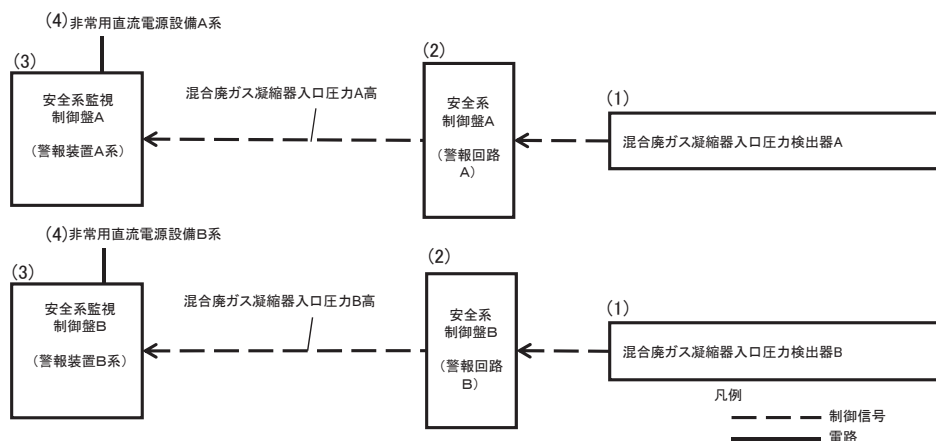 (4)非常用直流電源設備A系
(3)
安全系監視
制御盤A
(警報装置A系)
混合廃ガス凝縮器入口圧力A高
(2)
安全系
制御盤A
(警報回路
A)
(1)
混合廃ガス凝縮器入口圧力検出器A
(4)非常用直流電源設備B系
(3)
安全系監視
制御盤B
(警報装置B系)
混合廃ガス凝縮器入口圧力B高
(2)
安全系
制御盤B
(警報回路
B)
(1)
混合廃ガス凝縮器入口圧力検出器B
凡例
制御信号
電路